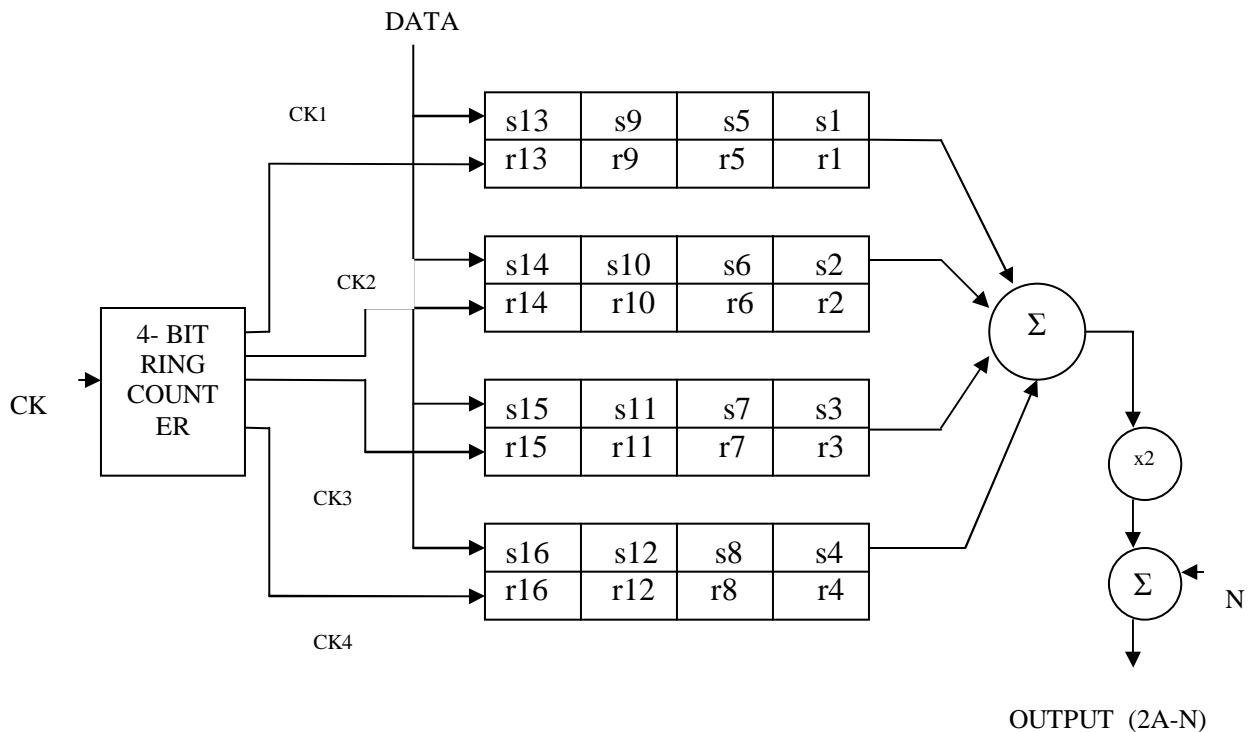 DATA
CK1
s13 s9 s5 s1
r13 r9 r5 r1
CK2
s14 s10 s6 s2
r14 r10 r6 r2
4- BIT
RING
COUNT
ER
CK
Σ
s15 s11 s7 s3
r15 r11 r7 r3
x2
CK3
s16 s12 s8 s4
r16 r12 r8 r4
Σ
N
CK4
OUTPUT (2A-N)